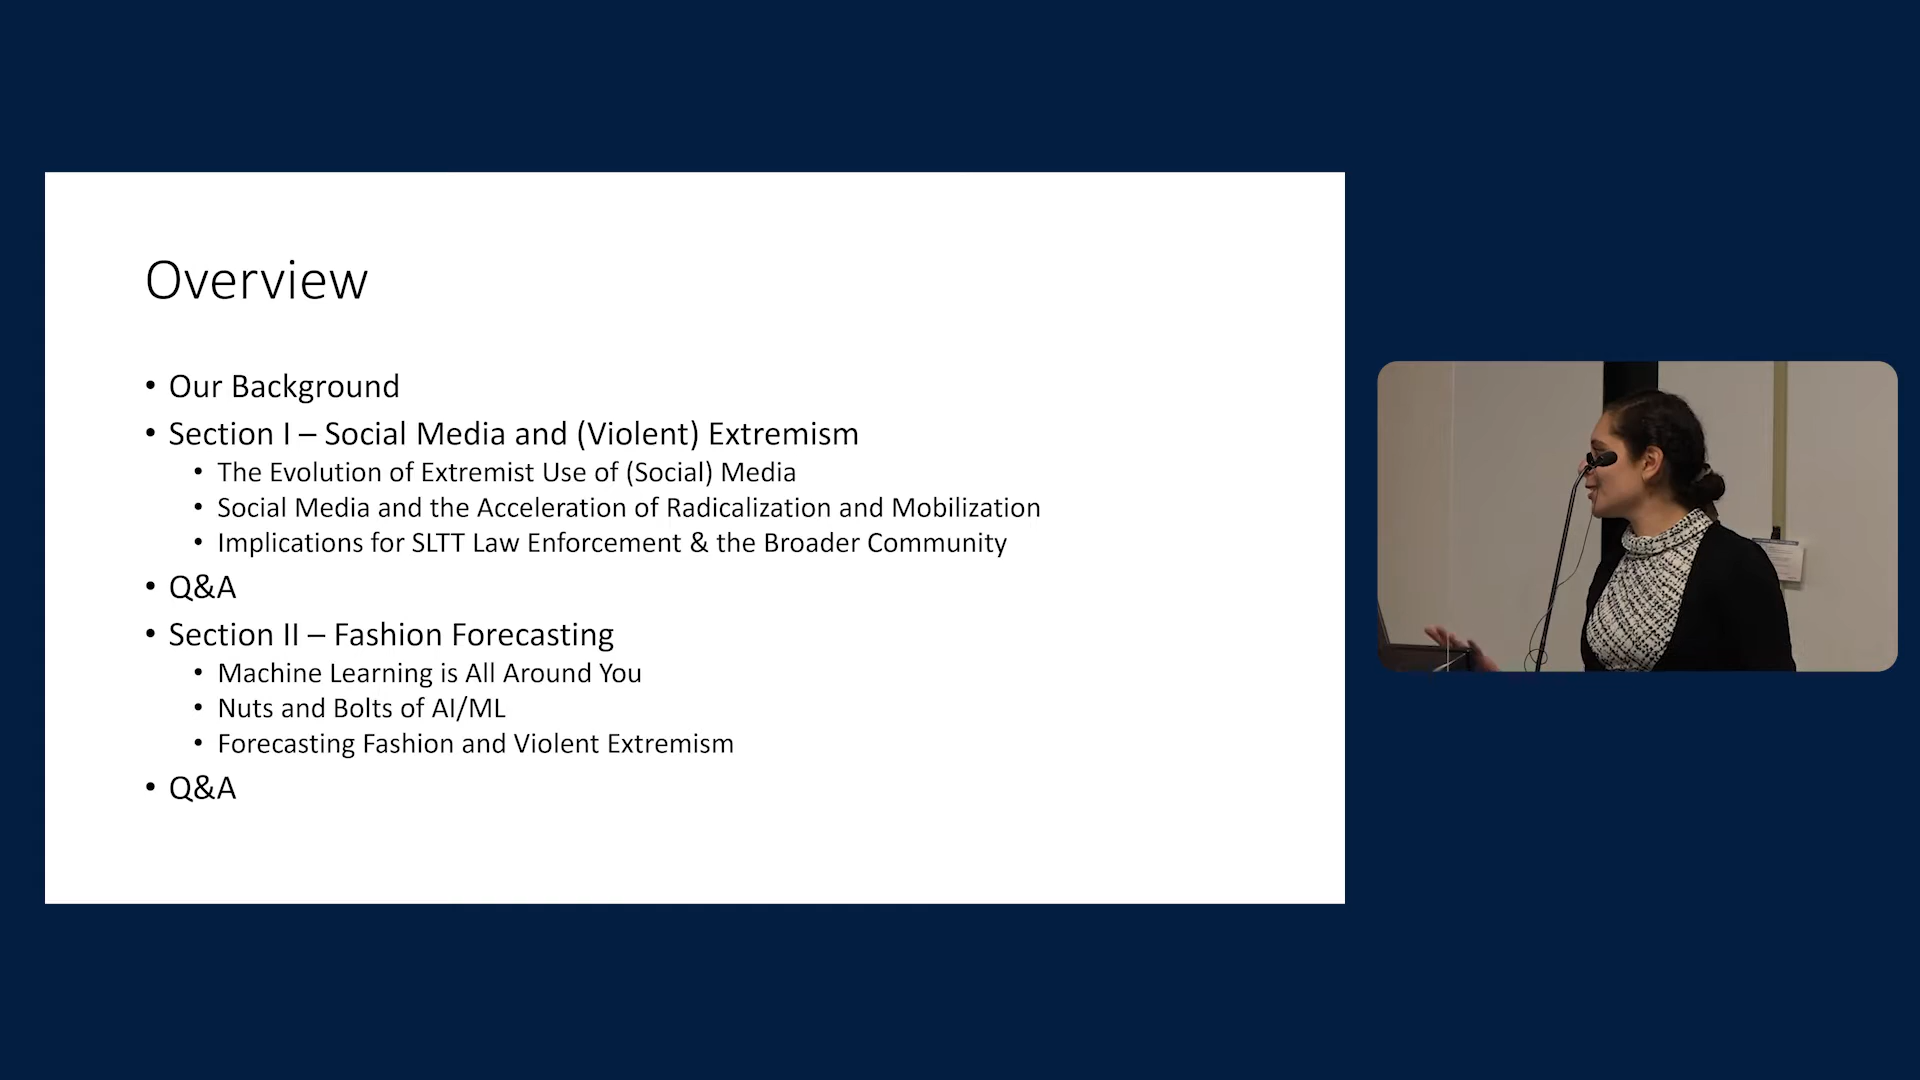 Overview
• Our Background
• Section I – Social Media and (Violent) Extremism
• The Evolution of Extremist Use of (Social) Media
• Social Media and the Acceleration of Radicalization and Mobilization
• Implications for SLTT Law Enforcement & the Broader Community
• Q&A
• Section II – Fashion Forecasting
• Machine Learning is All Around You
• Nuts and Bolts of AI/ML
• Forecasting Fashion and Violent Extremism
• Q&A